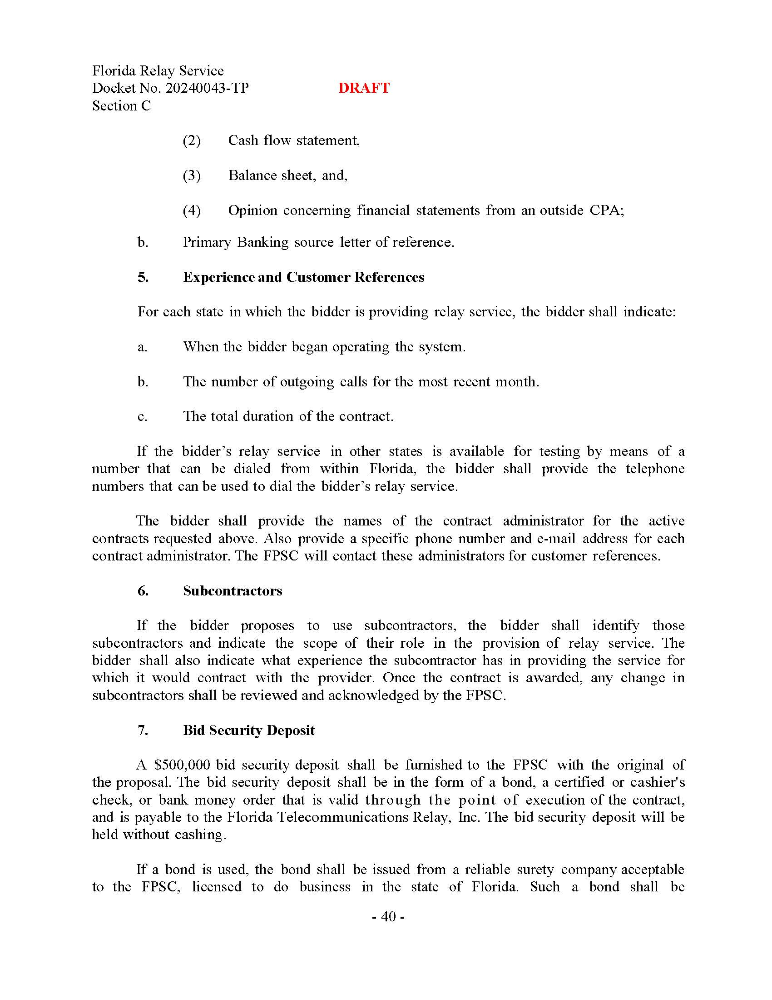 Florida Relay Service
Docket No. 20240043-TP DRAFT
Section C
(2) Cash flow statement,
(3) Balance sheet, and,
(4) Opinion concerning financial statements from an outside CPA;
b. Primary Banking source letter of reference.
5. Experience and Customer References
For each state in which the bidder is providing relay service, the bidder shall indicate:
a. When the bidder began operating the system.
b. The number of outgoing calls for the most recent month.
c. The total duration of the contract.
If the bidder’s relay service in other states is available for testing by means of a
number that can be dialed from within Florida, the bidder shall provide the telephone
numbers that can be used to dial the bidder’s relay service.
The bidder shall provide the names of the contract administrator for the active
contracts requested above. Also provide a specific phone number and e-mail address for each
contract administrator. The FPSC will contact these administrators for customer references.
6. Subcontractors
If the bidder proposes to use subcontractors, the bidder shall identify those
subcontractors and indicate the scope of their role in the provision of relay service. The
bidder shall also indicate what experience the subcontractor has in providing the service for
which it would contract with the provider. Once the contract is awarded, any change in
subcontractors shall be reviewed and acknowledged by the FPSC.
7. Bid Security Deposit
A $500,000 bid security deposit shall be furnished to the FPSC with the original of
the proposal. The bid security deposit shall be in the form of a bond, a certified or cashier's
check, or bank money order that is valid through the point of execution of the contract,
and is payable to the Florida Telecommunications Relay, Inc. The bid security deposit will be
held without cashing.
If a bond is used, the bond shall be issued from a reliable surety company acceptable
to the FPSC, licensed to do business in the state of Florida. Such a bond shall be
- 40 -